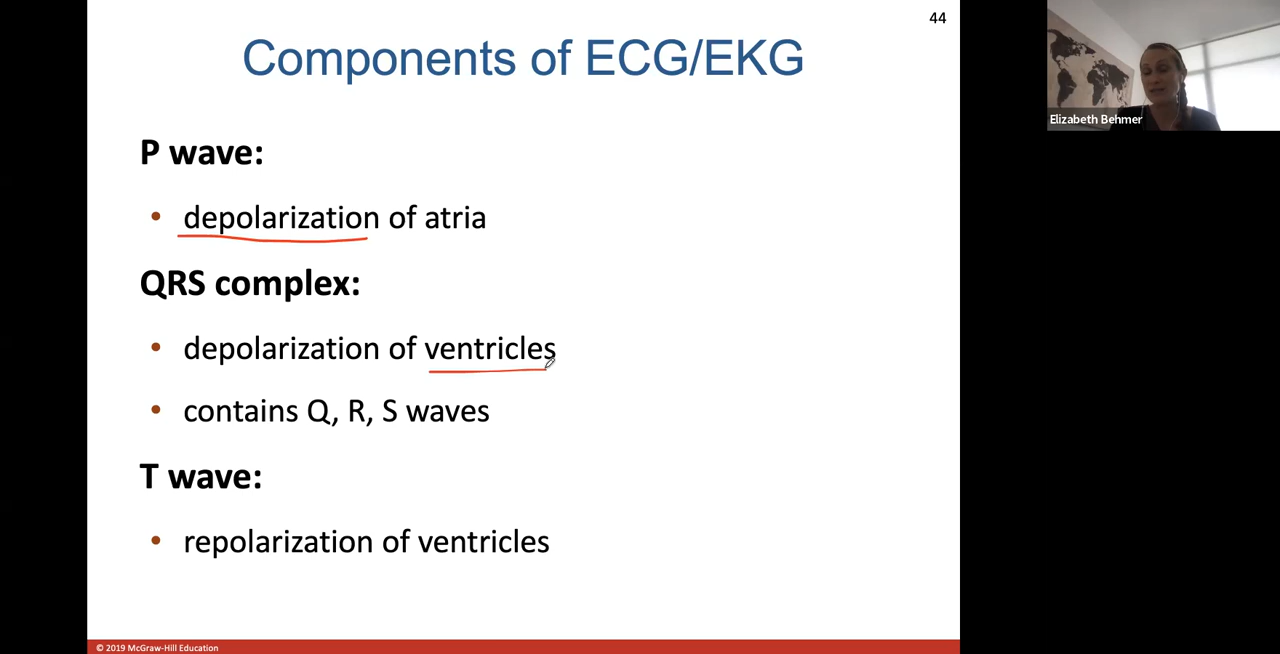 44
Components of ECG/EKG
Elizabeth Behmer
P wave:
• depolarization of atria
QRS complex:
• depolarization of ventricles
• contains Q, R, S waves
T wave:
• repolarization of ventricles
© 2019 McGraw-Hill Education